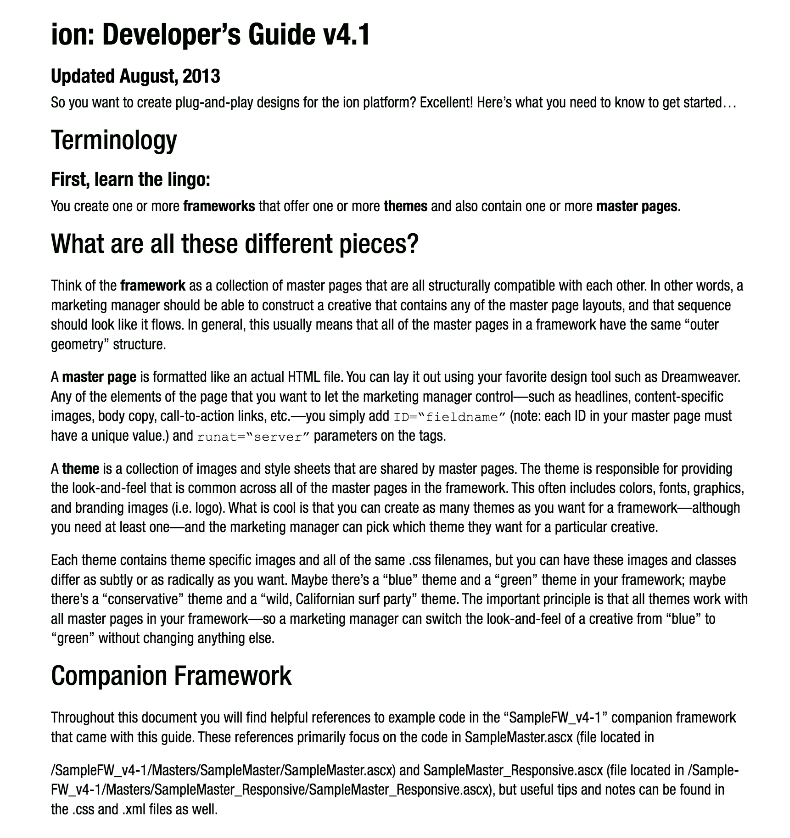 ion: Developer’s Guide v4.1
Updated August, 2013
So you want to create plug-and-play designs for the ion platform? Excellent! Here’s what you need to know to get started…
Terminology
First, learn the lingo:
You create one or more frameworks that offer one or more themes and also contain one or more master pages.
What are all these different pieces?
Think of the framework as a collection of master pages that are all structurally compatible with each other. In other words, a
marketing manager should be able to construct a creative that contains any of the master page layouts, and that sequence
should look like it flows. In general, this usually means that all of the master pages in a framework have the same “outer
geometry” structure.
A master page is formatted like an actual HTML file. You can lay it out using your favorite design tool such as Dreamweaver.
Any of the elements of the page that you want to let the marketing manager control—such as headlines, content-specific
images, body copy, call-to-action links, etc.—you simply add ID=“fieldname” (note: each ID in your master page must
have a unique value.) and runat=“server” parameters on the tags.
A theme is a collection of images and style sheets that are shared by master pages. The theme is responsible for providing
the look-and-feel that is common across all of the master pages in the framework. This often includes colors, fonts, graphics,
and branding images (i.e. logo). What is cool is that you can create as many themes as you want for a framework—although
you need at least one—and the marketing manager can pick which theme they want for a particular creative.
Each theme contains theme specific images and all of the same .css filenames, but you can have these images and classes
differ as subtly or as radically as you want. Maybe there’s a “blue” theme and a “green” theme in your framework; maybe
there’s a “conservative” theme and a “wild, Californian surf party” theme. The important principle is that all themes work with
all master pages in your framework—so a marketing manager can switch the look-and-feel of a creative from “blue” to
“green” without changing anything else.
Companion Framework
Throughout this document you will find helpful references to example code in the “SampleFW_v4-1” companion framework
that came with this guide. These references primarily focus on the code in SampleMaster.ascx (file located in
/SampleFW_v4-1/Masters/SampleMaster/SampleMaster.ascx) and SampleMaster_Responsive.ascx (file located in /Sample-
FW_v4-1/Masters/SampleMaster_Responsive/SampleMaster_Responsive.ascx), but useful tips and notes can be found in
the .css and .xml files as well.